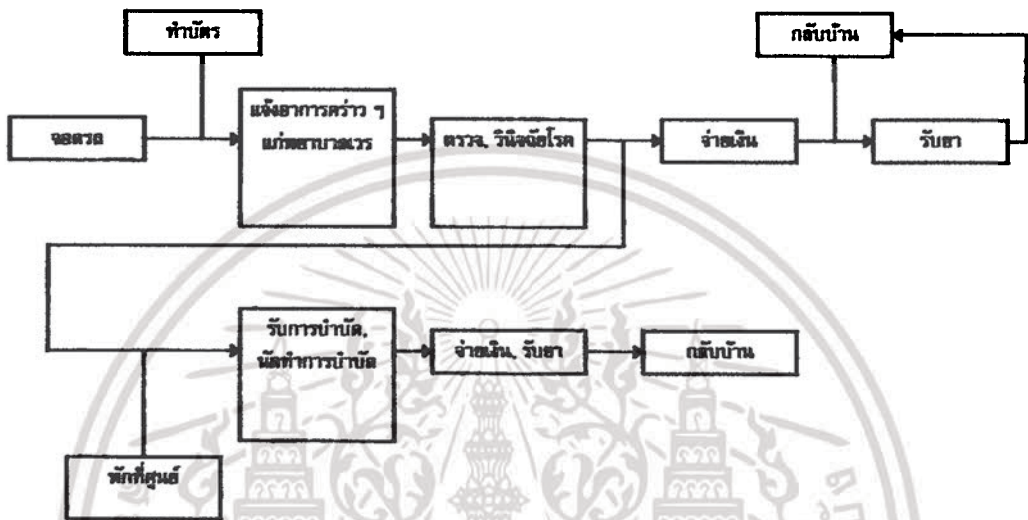 ทำบัตร
กลับบ้าน
จอดรถ
แจ้งอาการคร่าว ๆ
แก่พยาบาลเวร
ตรวจ, วินิจฉัยโรค
จ่ายเงิน
รับยา
รับการบำบัด,
นัดทำการบำบัด
จ่ายเงิน, รับยา
กลับบ้าน
พักที่ศูนย์